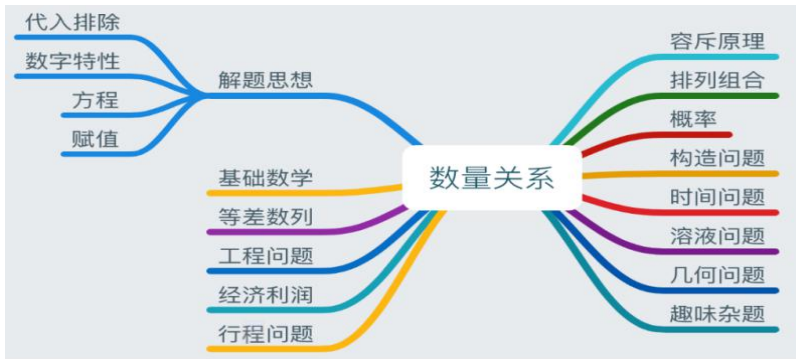 代入排除
数字特性
方程
赋值
解题思想
基础数学
等差数列
工程问题
经济利润
行程问题
数量关系
容斥原理
排列组合
概率
构造问题
时间问题
溶液问题
几何问题
趣味杂题